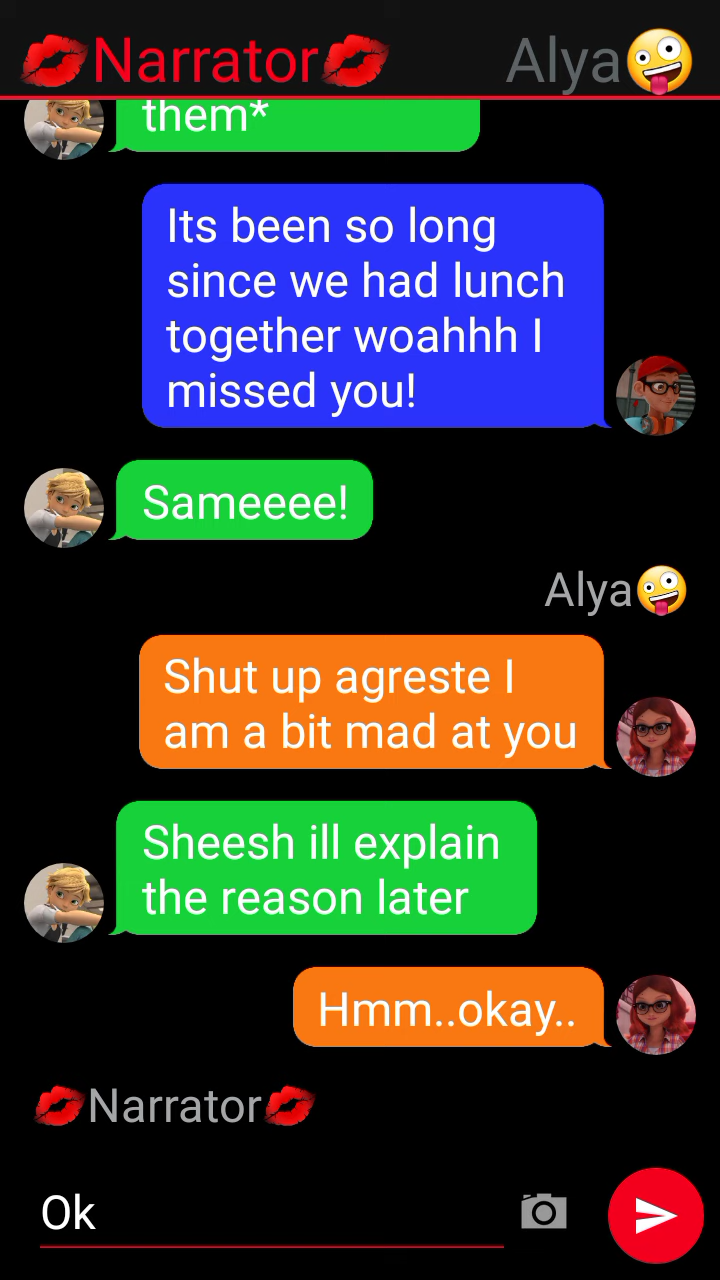 💋Narrator💋 Alya🤪
them*
Its been so long
since we had lunch
together woahhh I
missed you!
Sameeee!
Alya🤪
Shut up agreste I
am a bit mad at you
Sheesh ill explain
the reason later
Hmm..okay..
💋Narrator💋
Ok